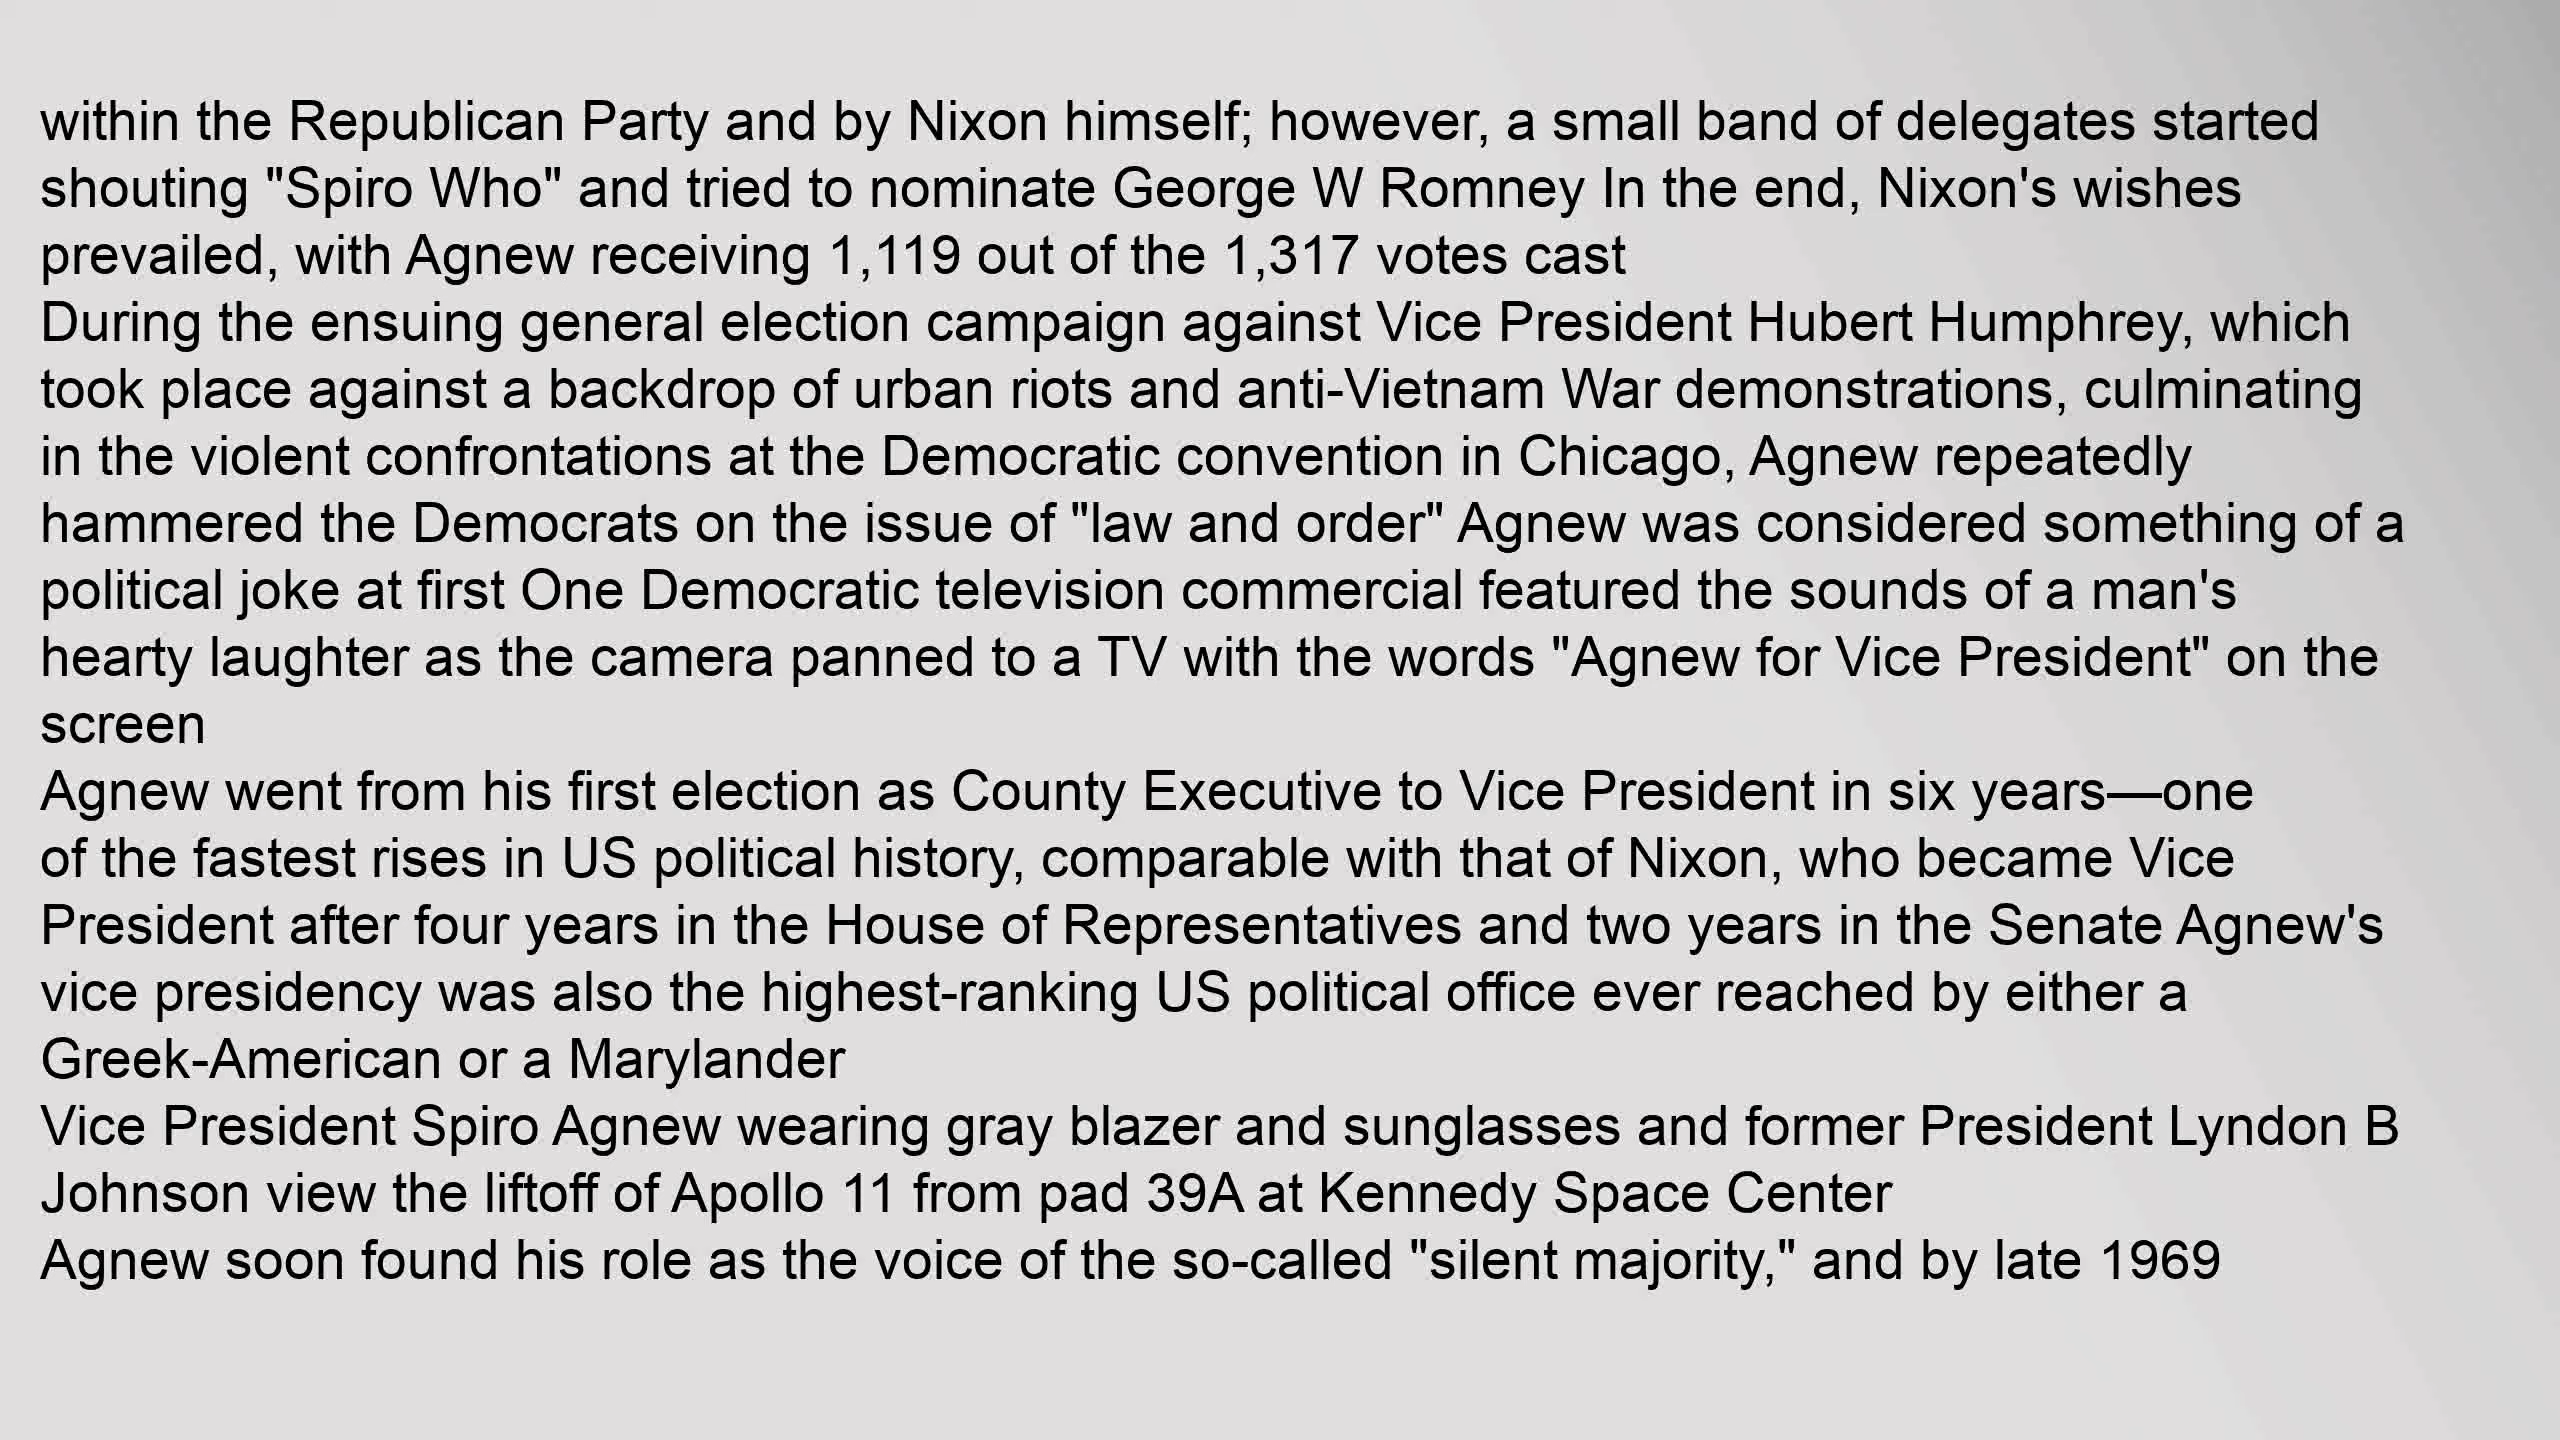 within the Republican Party and by Nixon himself; however, a small band of delegates started
shouting "Spiro Who" and tried to nominate George W Romney In the end, Nixon's wishes
prevailed, with Agnew receiving 1,119 out of the 1,317 votes cast
During the ensuing general election campaign against Vice President Hubert Humphrey, which
took place against a backdrop of urban riots and anti-Vietnam War demonstrations, culminating
in the violent confrontations at the Democratic convention in Chicago, Agnew repeatedly
hammered the Democrats on the issue of "law and order" Agnew was considered something of a
political joke at first One Democratic television commercial featured the sounds of a man's
hearty laughter as the camera panned to a TV with the words "Agnew for Vice President" on the
screen
Agnew went from his first election as County Executive to Vice President in six years—one
of the fastest rises in US political history, comparable with that of Nixon, who became Vice
President after four years in the House of Representatives and two years in the Senate Agnew's
vice presidency was also the highest-ranking US political office ever reached by either a
Greek-American or a Marylander
Vice President Spiro Agnew wearing gray blazer and sunglasses and former President Lyndon B
Johnson view the liftoff of Apollo 11 from pad 39A at Kennedy Space Center
Agnew soon found his role as the voice of the so-called "silent majority," and by late 1969